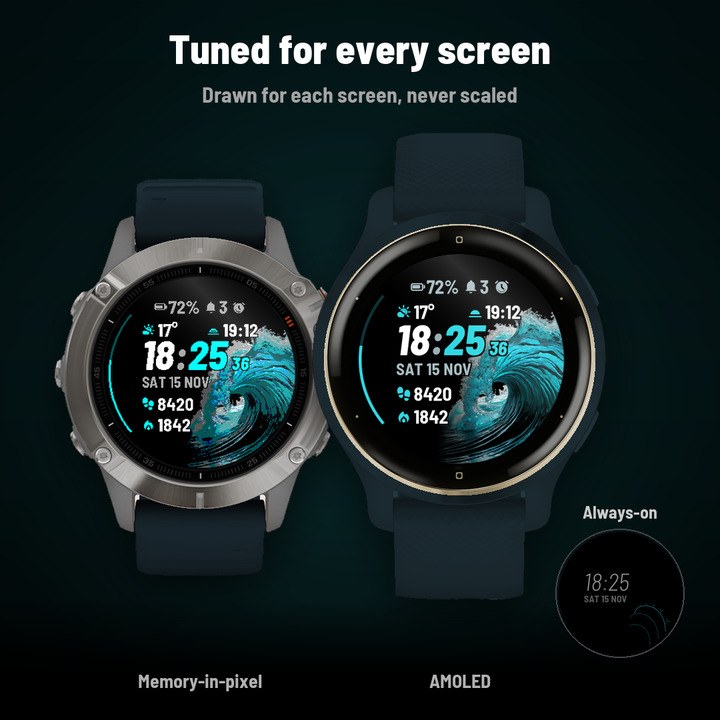 Tuned for every screen
Drawn for each screen, never scaled
72% 3
17° 19:12
18:25 36
SAT 15 NOV
8420
1842
72% 3
17° 19:12
18:25 36
SAT 15 NOV
8420
1842
Always-on
18:25
SAT 15 NOV
Memory-in-pixel
AMOLED